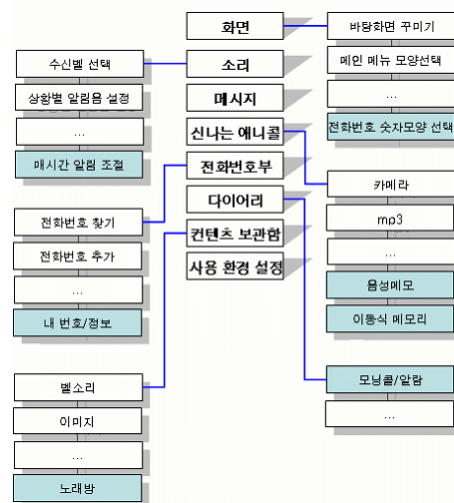 화면
소리
메시지
신나는 애니콜
전화번호부
다이어리
컨텐츠 보관함
사용 환경 설정
바탕화면 꾸미기
메인 메뉴 모양선택
...
전화번호 숫자모양 선택
수신벨 선택
상황별 알림음 설정
...
매시간 알림 조절
카메라
mp3
...
음성메모
이동식 메모리
전화번호 찾기
전화번호 추가
...
내 번호/정보
모닝콜/알람
...
벨소리
이미지
...
노래방